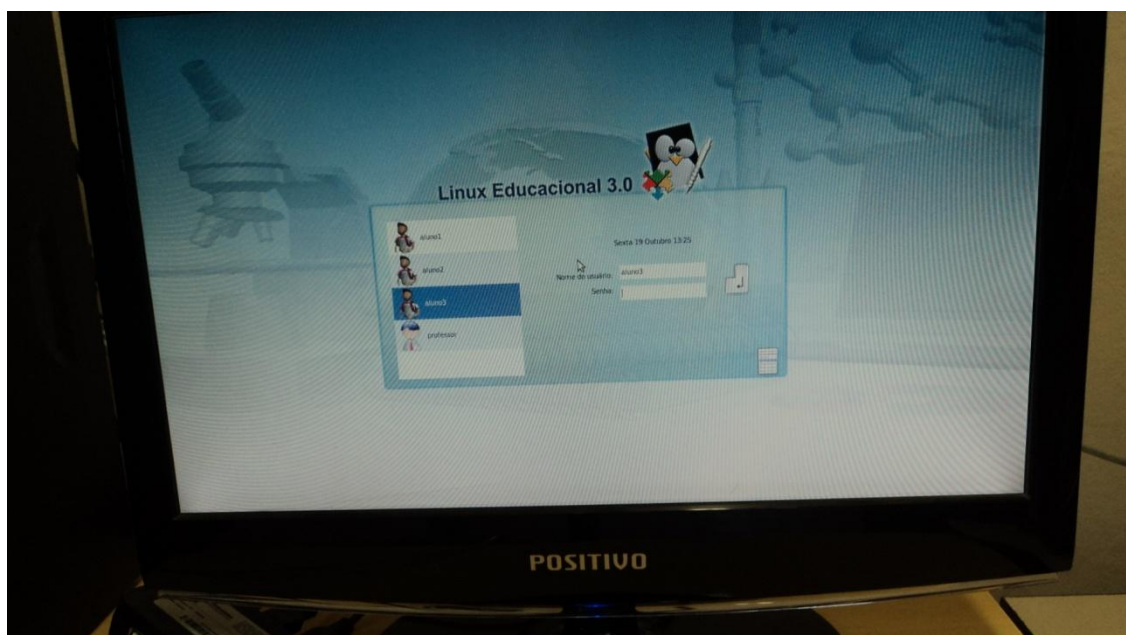 Linux Educacional 3.0
aluno1
aluno2
aluno3
professor
Sexta 19 Outubro 13:25
Nome do usuário: aluno3
Senha:
POSITIVO